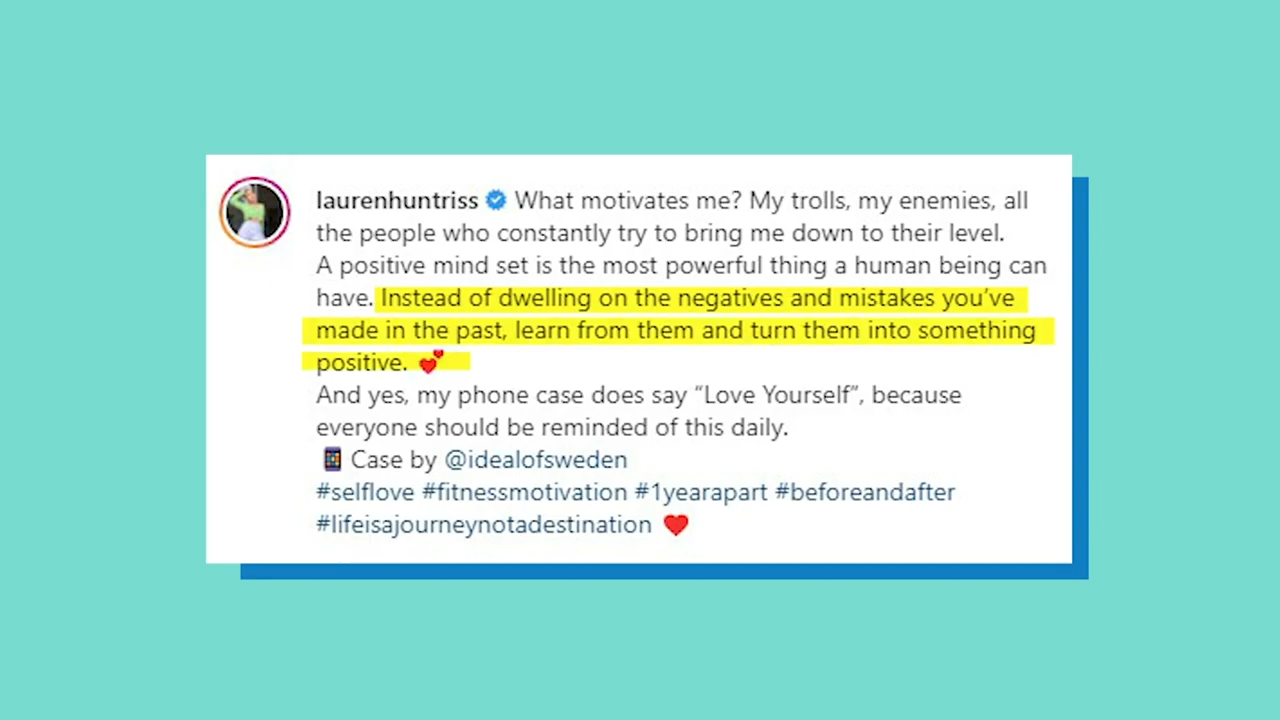 laurenhuntriss What motivates me? My trolls, my enemies, all
the people who constantly try to bring me down to their level.
A positive mind set is the most powerful thing a human being can
have. Instead of dwelling on the negatives and mistakes you’ve
made in the past, learn from them and turn them into something
positive. 💕
And yes, my phone case does say “Love Yourself”, because
everyone should be reminded of this daily.
📱 Case by @idealofsweden
#selflove #fitnessmotivation #1yearapart #beforeandafter
#lifeisajourneynotadestination ❤️